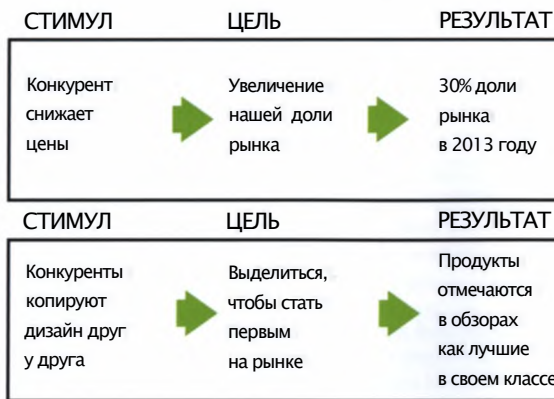 СТИМУЛ ЦЕЛЬ РЕЗУЛЬТАТ
Конкурент
снижает
цены
Увеличение
нашей доли
рынка
30% доли
рынка
в 2013 году
СТИМУЛ ЦЕЛЬ РЕЗУЛЬТАТ
Конкуренты
копируют
дизайн друг
у друга
Выделиться,
чтобы стать
первым
на рынке
Продукты
отмечаются
в обзорах
как лучшие
в своем классе